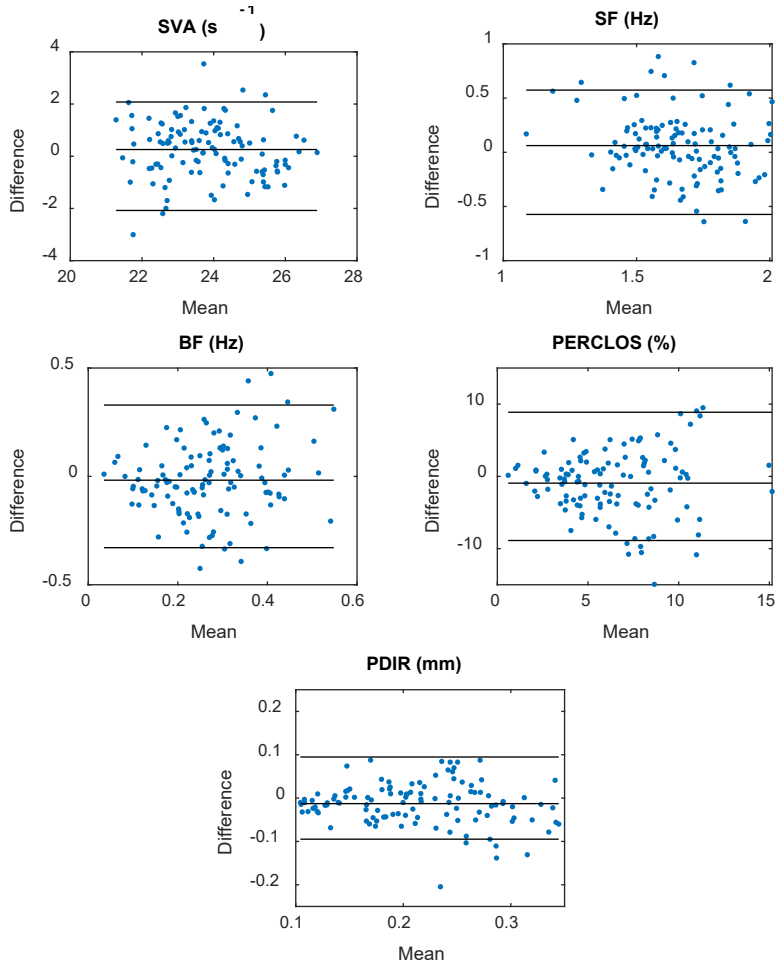 SVA (s-1)
4
2
0
-2
-4
20 22 24 26 28
Difference
Mean
SF (Hz)
1
0.5
0
-0.5
-1
1 1.5 2
Difference
Mean
BF (Hz)
0.5
0
-0.5
0 0.2 0.4 0.6
Difference
Mean
PERCLOS (%)
10
0
-10
0 5 10 15
Difference
Mean
PDIR (mm)
0.2
0.1
0
-0.1
-0.2
0.1 0.2 0.3
Difference
Mean